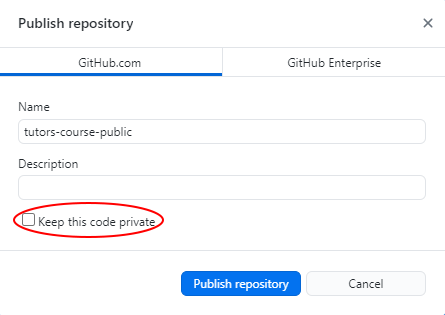 Publish repository
GitHub.com
GitHub Enterprise
Name
tutors-course-public
Description
Keep this code private
Publish repository
Cancel